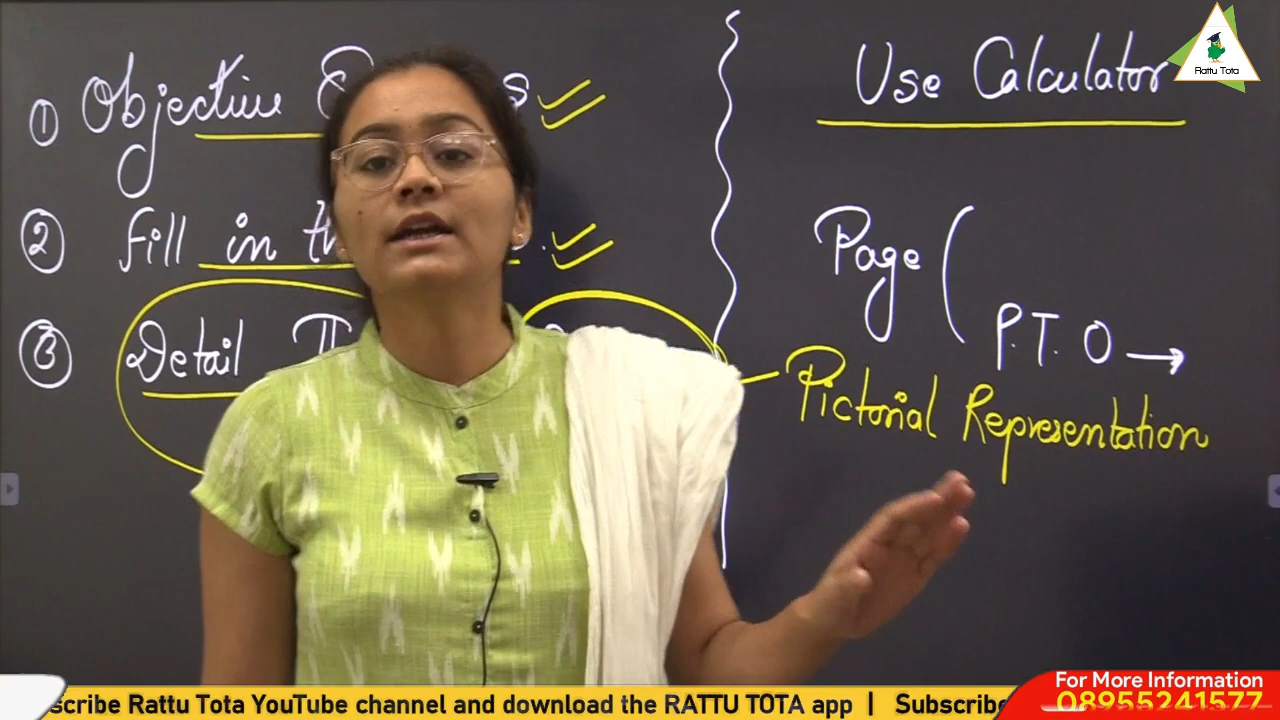 ① Objective
② Fill in
③ Detail
Use Calculator
Page (
P.T.O →
Pictorial Representation
Rattu Tota
scribe Rattu Tota YouTube channel and download the RATTU TOTA app | Subscribe
For More Information
08955241577